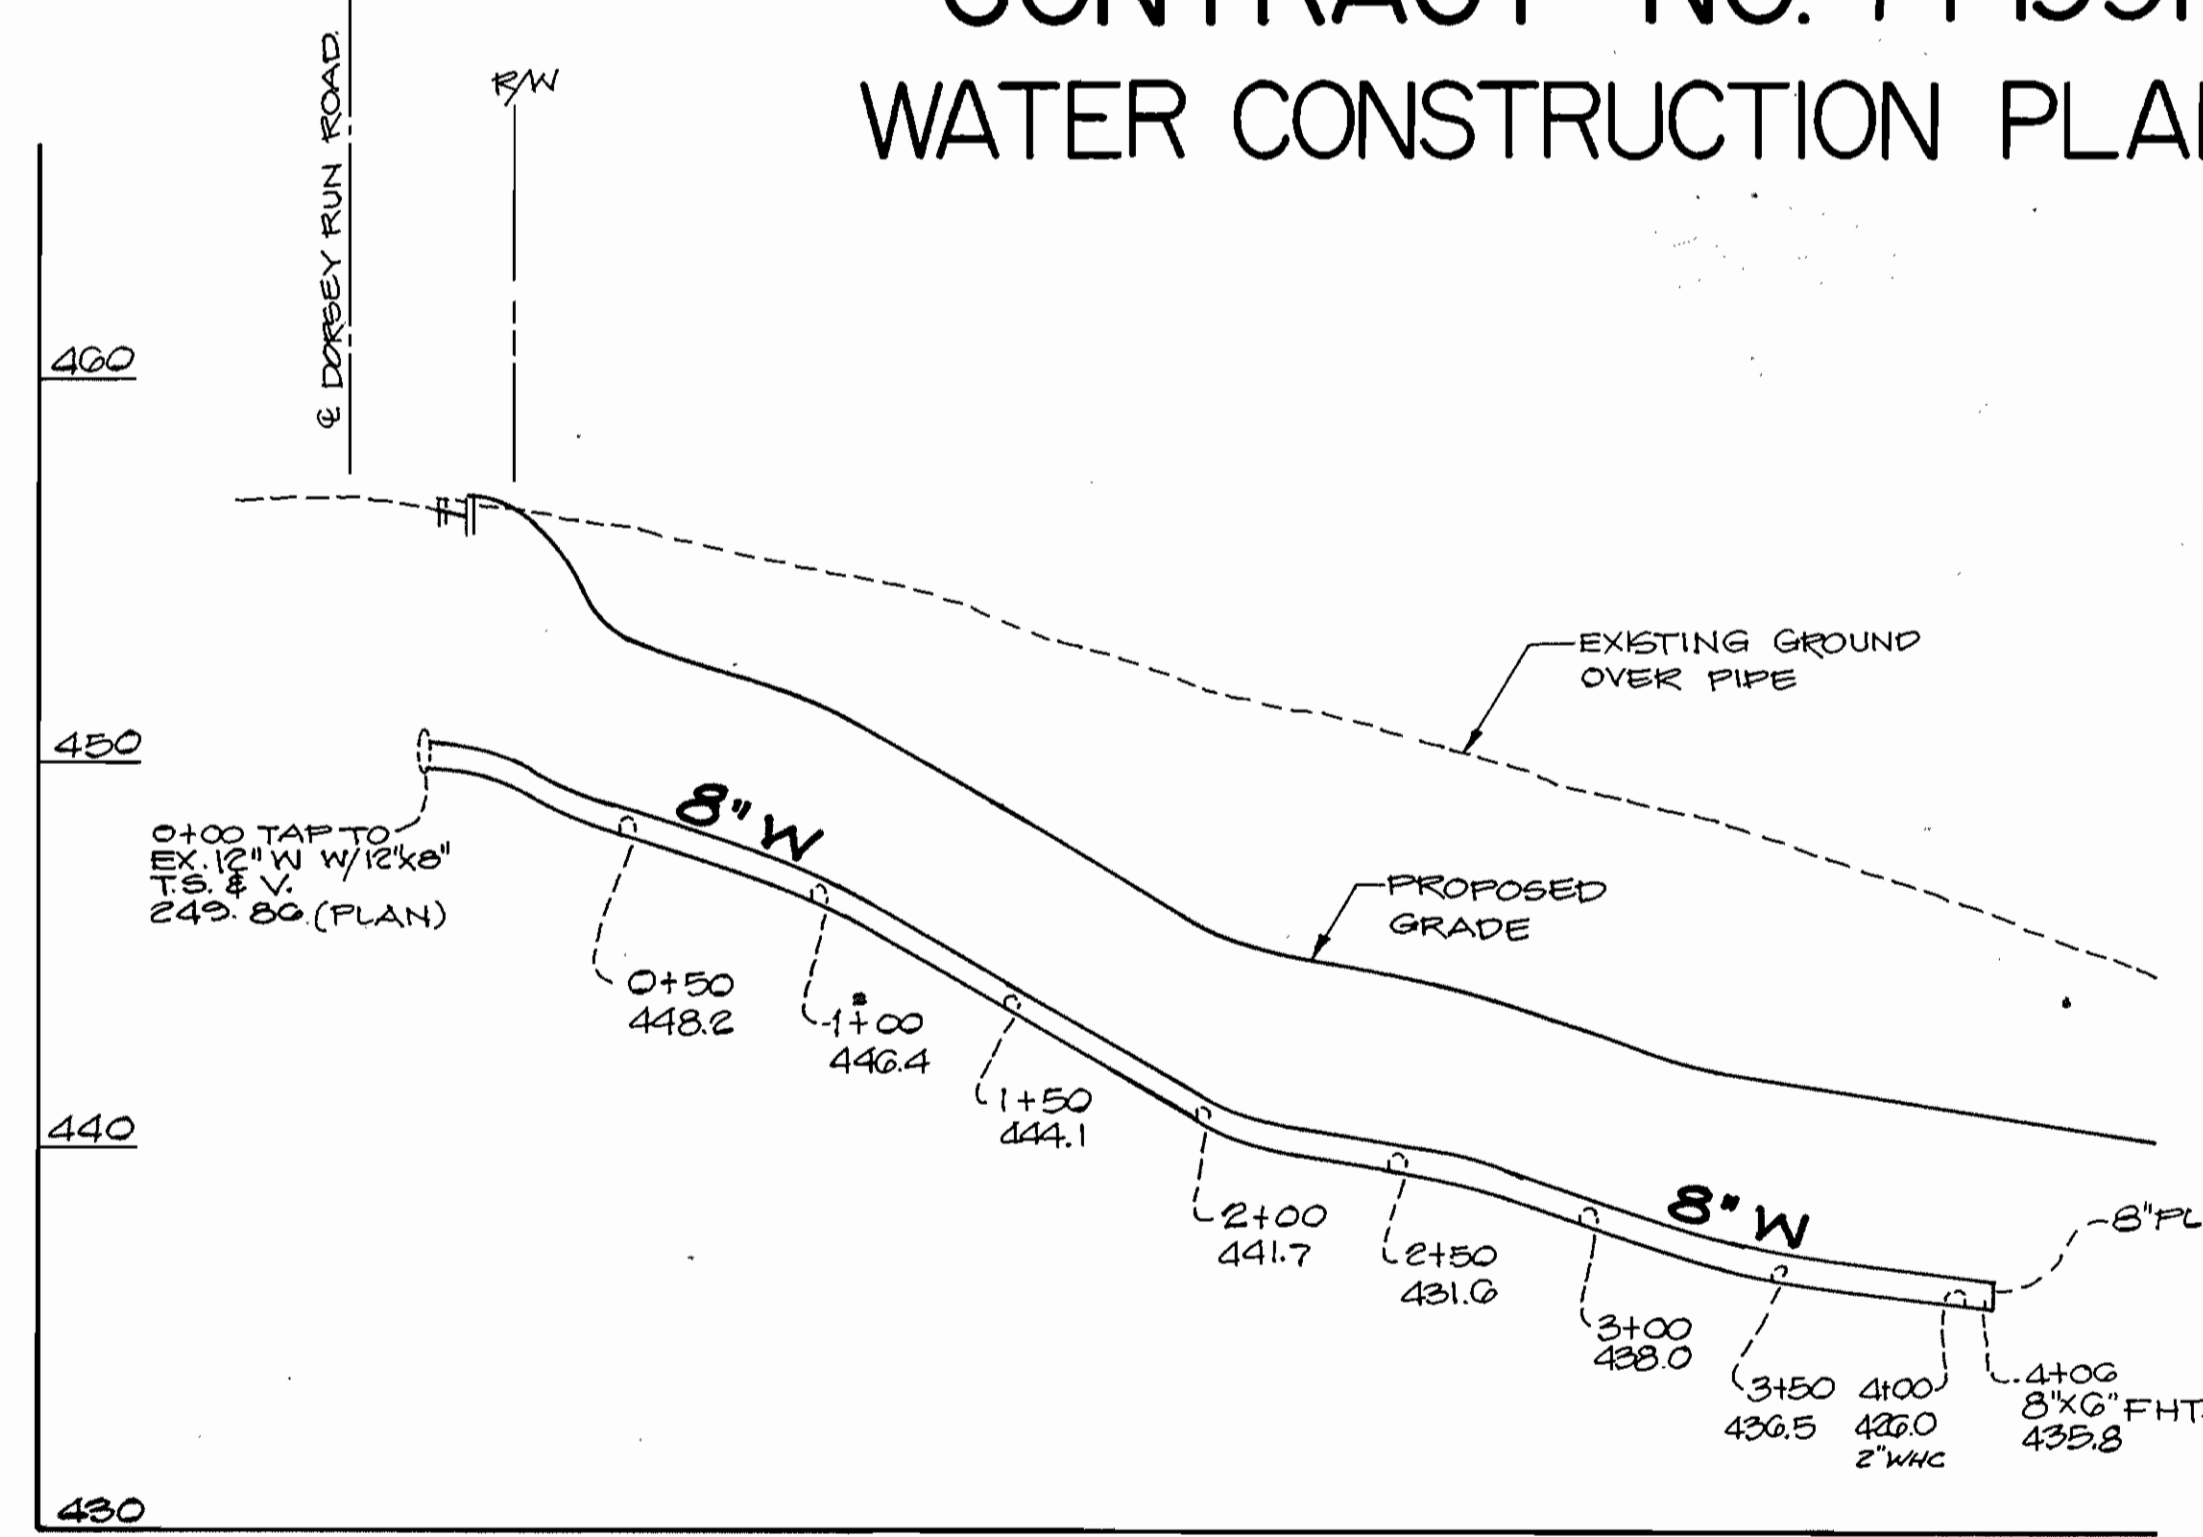 WATER CONSTRUCTION
℄ DORSEY RUN ROAD.
R/W
460
450
440
430
EXISTING GROUND
OVER PIPE
PROPOSED
GRADE
8" W
0+00 TAP TO
EX. 12" W W/12"x8"
T.S. & V.
249.86 (PLAN)
0+50
448.2
1+00
446.4
1+50
444.1
2+00
441.7
2+50
431.6
3+00
438.0
8" W
3+50
436.5
4+00
426.0
2" WHC
4+06
8"x6" FHT.
435.8
8"